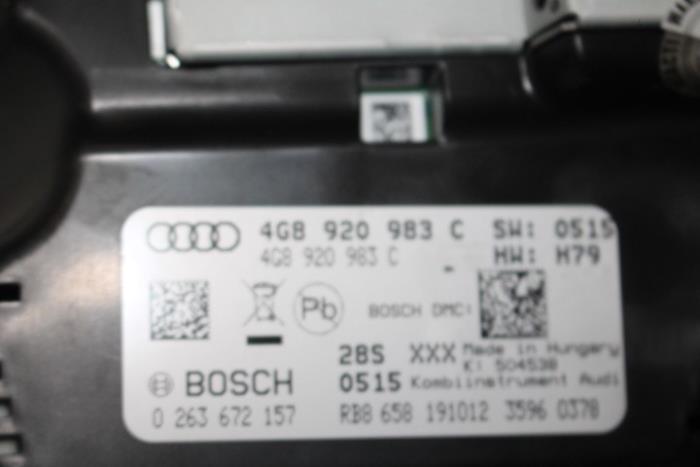 4G8 920 983 C SW: 0515
4G8 920 983 C HW: H79
Pb BOSCH DMC:
28S XXX Made in Hungary
K: 504538
BOSCH 0515 Kombiinstrument Audi
0 263 672 157 RB8 658 191012 3596 0378